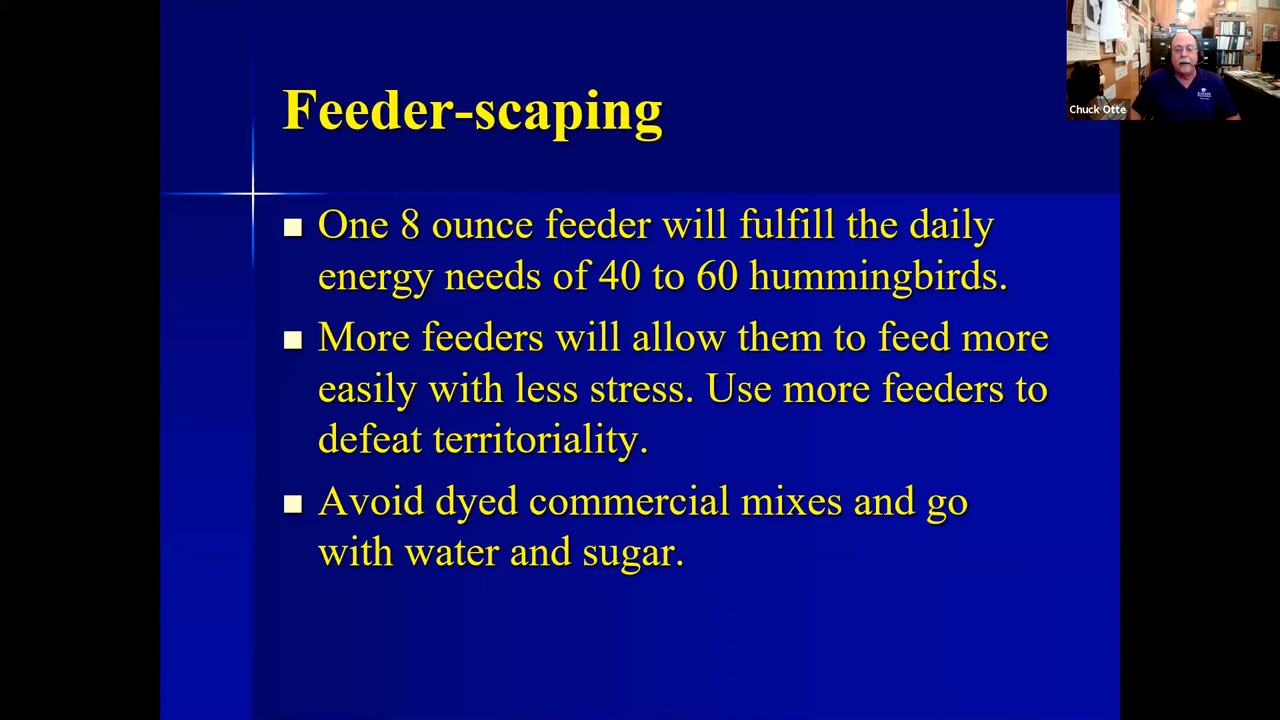 Feeder-scaping
One 8 ounce feeder will fulfill the daily
energy needs of 40 to 60 hummingbirds.
More feeders will allow them to feed more
easily with less stress. Use more feeders to
defeat territoriality.
Avoid dyed commercial mixes and go
with water and sugar.
Chuck Otte